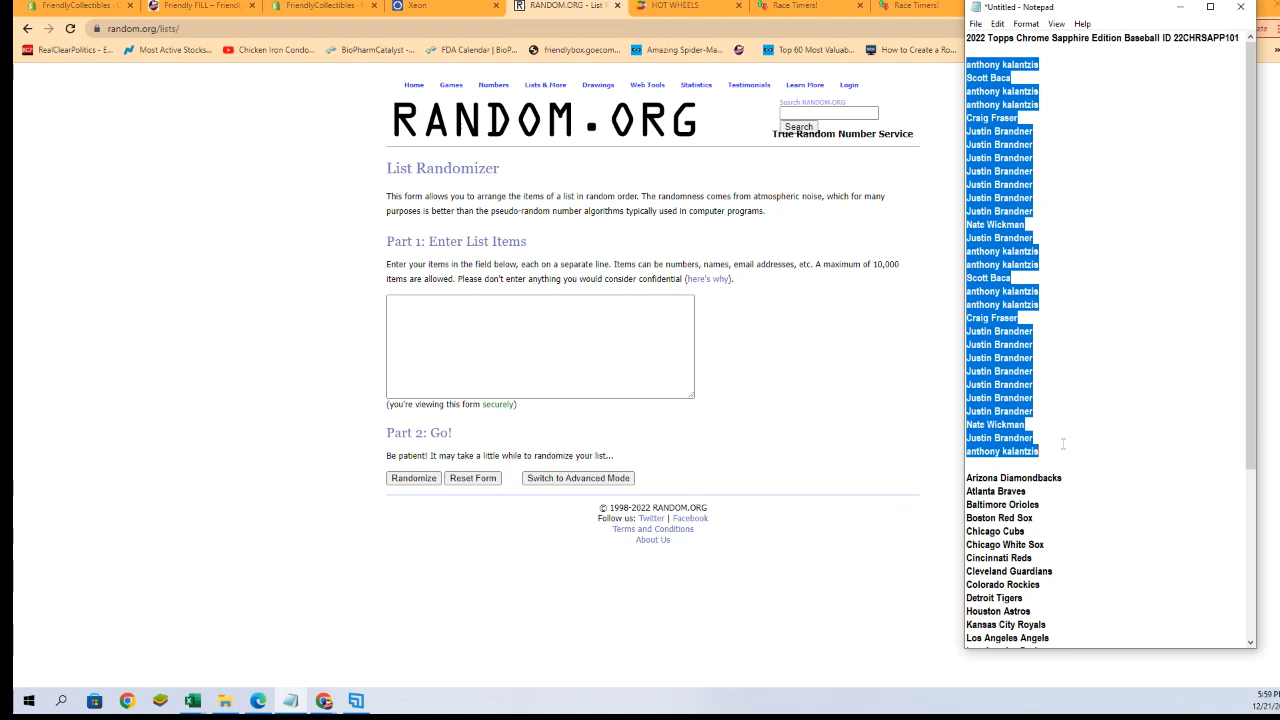 FriendlyCollectibles - C
Friendly FILL – Friendl
FriendlyCollectibles - M
Xeon
RANDOM.ORG - List R
HOT WHEELS
Race Timers!
Race Timers!
random.org/lists/
RealClearPolitics - E...
Most Active Stocks...
Chicken Iron Condo...
BioPharmCatalyst -...
FDA Calendar | BioP...
friendlybox.goecom...
Amazing Spider-Ma...
Top 60 Most Valuab...
How to Create a Ro...
Home
Games
Numbers
Lists & More
Drawings
Web Tools
Statistics
Testimonials
Learn More
Login
RANDOM.ORG
Search RANDOM.ORG
Search
True Random Number Service
List Randomizer
This form allows you to arrange the items of a list in random order. The randomness comes from atmospheric noise, which for many
purposes is better than the pseudo-random number algorithms typically used in computer programs.
Part 1: Enter List Items
Enter your items in the field below, each on a separate line. Items can be numbers, names, email addresses, etc. A maximum of 10,000
items are allowed. Please don't enter anything you would consider confidential (here's why).
(you're viewing this form securely)
Part 2: Go!
Be patient! It may take a little while to randomize your list...
Randomize
Reset Form
Switch to Advanced Mode
© 1998-2022 RANDOM.ORG
Follow us: Twitter | Facebook
Terms and Conditions
About Us
*Untitled - Notepad
File Edit Format View Help
2022 Topps Chrome Sapphire Edition Baseball ID 22CHRSAPP101
anthony kalantzis
Scott Baca
anthony kalantzis
anthony kalantzis
Craig Fraser
Justin Brandner
Justin Brandner
Justin Brandner
Justin Brandner
Justin Brandner
Justin Brandner
Justin Brandner
Nate Wickman
Justin Brandner
anthony kalantzis
anthony kalantzis
Scott Baca
anthony kalantzis
anthony kalantzis
Craig Fraser
Justin Brandner
Justin Brandner
Justin Brandner
Justin Brandner
Justin Brandner
Justin Brandner
Justin Brandner
Nate Wickman
Justin Brandner
anthony kalantzis
Arizona Diamondbacks
Atlanta Braves
Baltimore Orioles
Boston Red Sox
Chicago Cubs
Chicago White Sox
Cincinnati Reds
Cleveland Guardians
Colorado Rockies
Detroit Tigers
Houston Astros
Kansas City Royals
Los Angeles Angels
5:59 PM
12/21/20